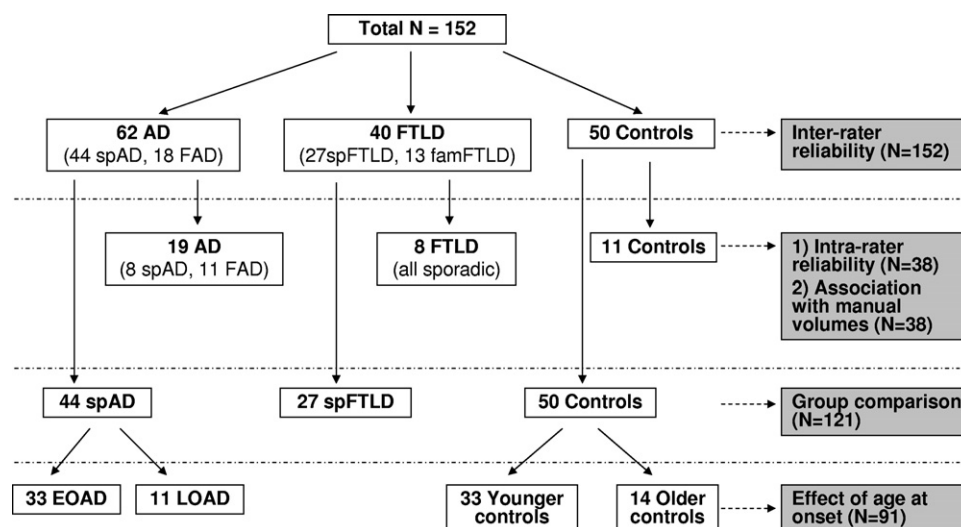 Total N = 152
62 AD
(44 spAD, 18 FAD)
40 FTLD
(27spFTLD, 13 famFTLD)
50 Controls
Inter-rater
reliability (N=152)
19 AD
(8 spAD, 11 FAD)
8 FTLD
(all sporadic)
11 Controls
1) Intra-rater
reliability (N=38)
2) Association
with manual
volumes (N=38)
44 spAD
27 spFTLD
50 Controls
Group comparison
(N=121)
33 EOAD
11 LOAD
33 Younger
controls
14 Older
controls
Effect of age at
onset (N=91)